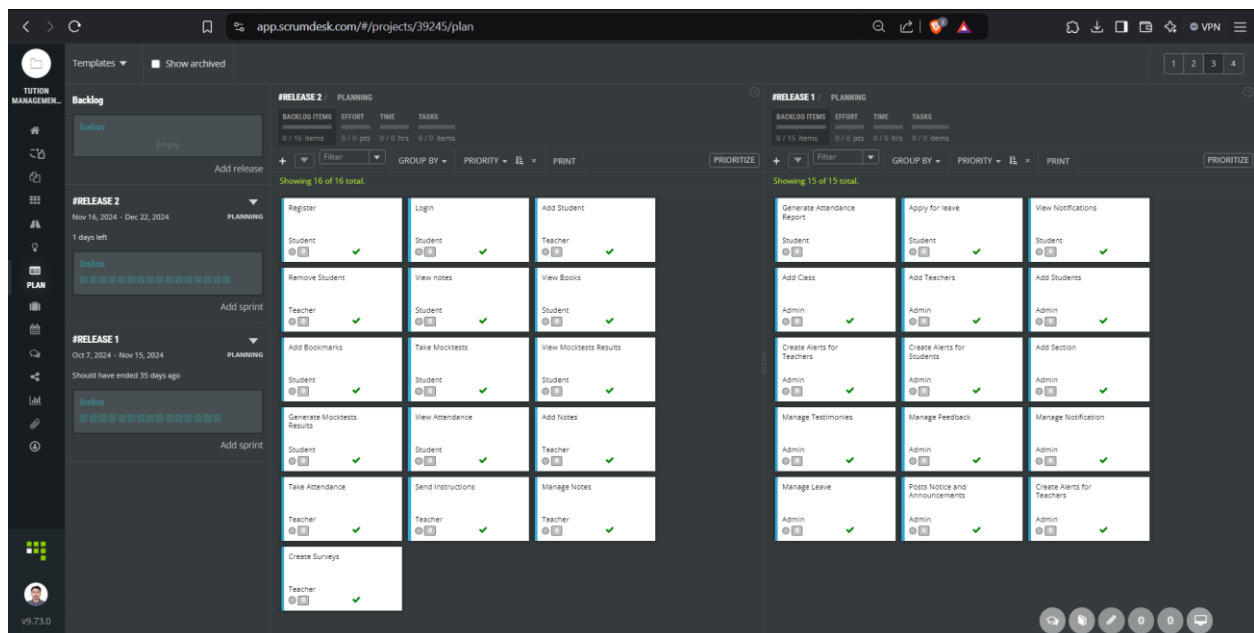 app.scrumdesk.com/#/projects/39245/plan
VPN
TUTION
MANAGEMEN...
Templates
Show archived
1 2 3 4
Backlog
Icebox
Empty
Add release
#RELEASE 2
Nov 16, 2024 - Dec 22, 2024 PLANNING
1 days left
Icebox
Add sprint
#RELEASE 1
Oct 7, 2024 - Nov 15, 2024 PLANNING
Should have ended 35 days ago
Icebox
Add sprint
PLAN
v9.73.0
#RELEASE 2 / PLANNING
BACKLOG ITEMS EFFORT TIME TASKS
0 / 16 items 0 / 0 pts 0 / 0 hrs 0 / 0 items
+ Filter GROUP BY PRIORITY × PRINT PRIORITIZE
Showing 16 of 16 total.
Register
Student
Login
Student
Add Student
Teacher
Remove Student
Teacher
View notes
Student
View Books
Student
Add Bookmarks
Student
Take Mocktests
Student
View Mocktests Results
Student
Generate Mocktests
Results
Student
View Attendance
Student
Add Notes
Teacher
Take Attendance
Teacher
Send Instructions
Teacher
Manage Notes
Teacher
Create Surveys
Teacher
#RELEASE 1 / PLANNING
BACKLOG ITEMS EFFORT TIME TASKS
0 / 15 items 0 / 0 pts 0 / 0 hrs 0 / 0 items
+ Filter GROUP BY PRIORITY × PRINT PRIORITIZE
Showing 15 of 15 total.
Generate Attendance
Report
Student
Apply for leave
Student
View Notifications
Student
Add Class
Admin
Add Teachers
Admin
Add Students
Admin
Create Alerts for
Teachers
Admin
Create Alerts for
Students
Admin
Add Section
Admin
Manage Testimonies
Admin
Manage Feedback
Admin
Manage Notification
Admin
Manage Leave
Admin
Posts Notice and
Announcements
Admin
Create Alerts for
Teachers
Admin
0 0